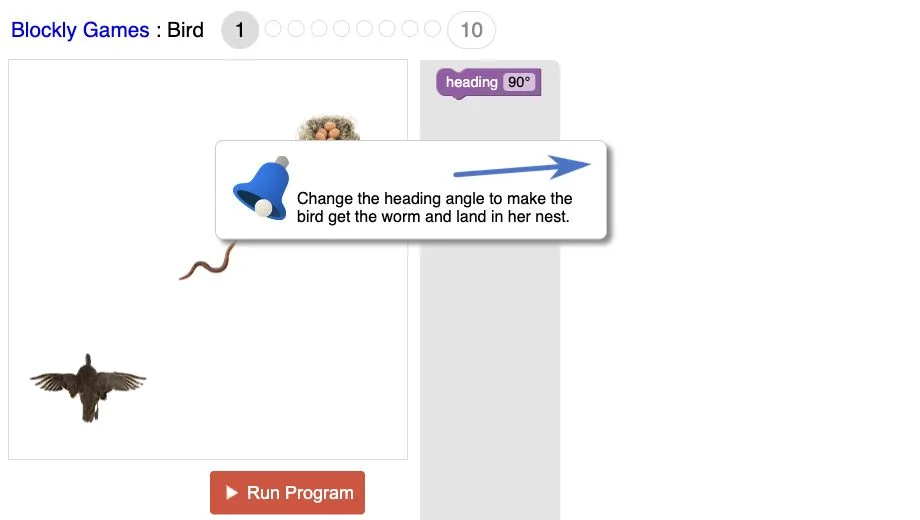 Blockly Games : Bird 1 10
heading 90°
Change the heading angle to make the
bird get the worm and land in her nest.
Run Program